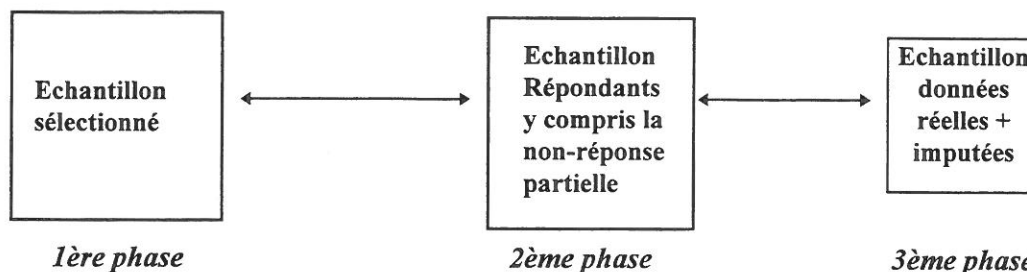 Echantillon
sélectionné
Echantillon
Répondants
y compris la
non-réponse
partielle
Echantillon
données
réelles +
imputées
1ère phase
2ème phase
3ème phase